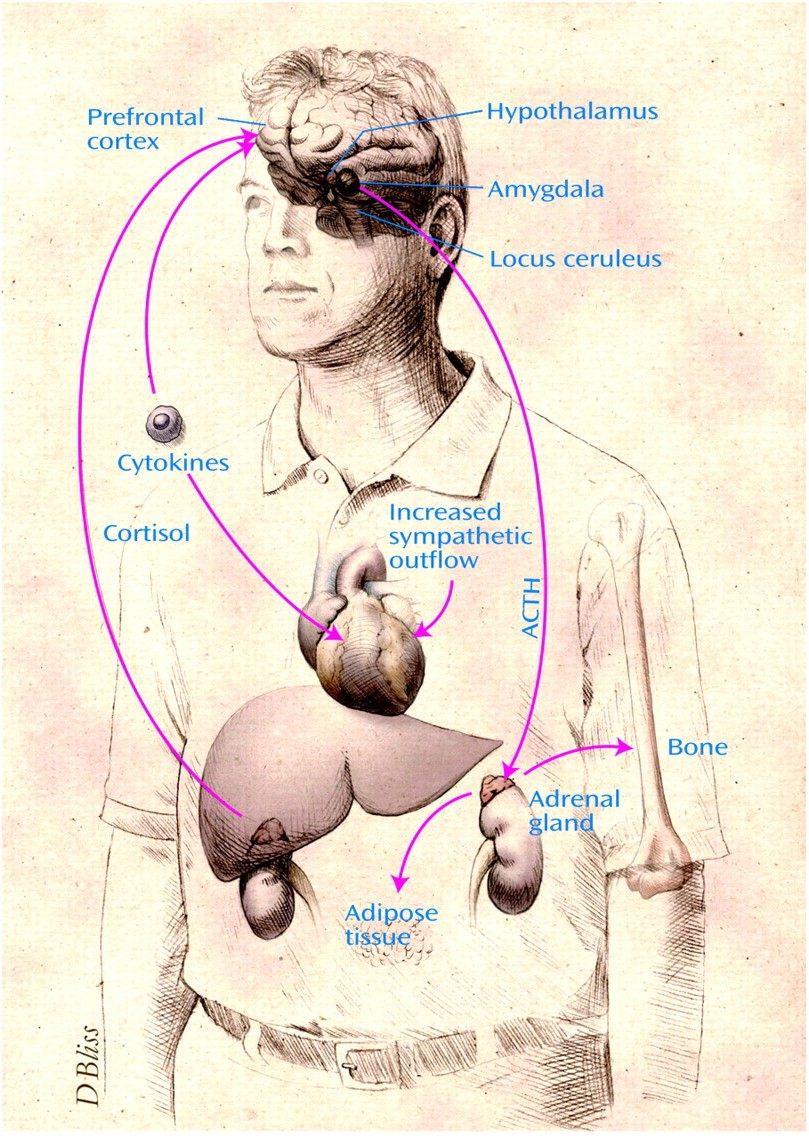 Prefrontal
cortex
Hypothalamus
Amygdala
Locus ceruleus
Cytokines
Cortisol
Increased
sympathetic
outflow
ACTH
Bone
Adrenal
gland
Adipose
tissue
D Bliss